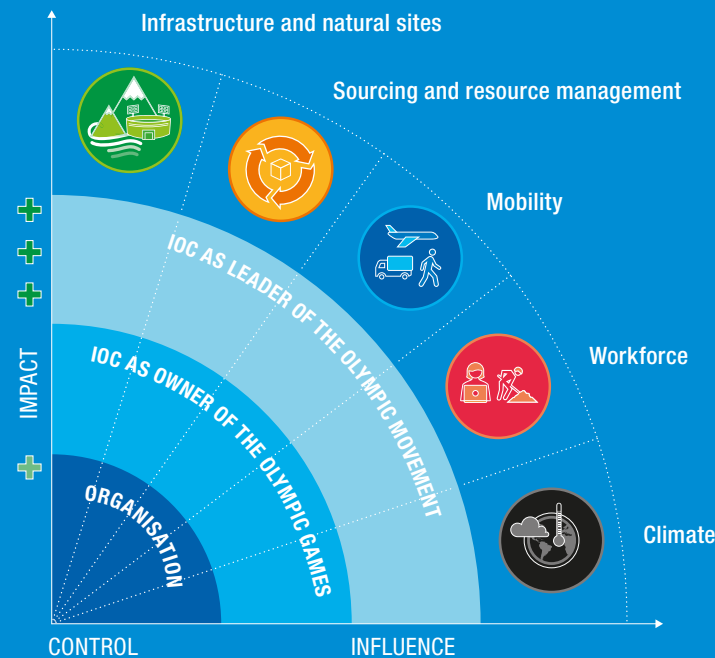 Infrastructure and natural sites
Sourcing and resource management
Mobility
Workforce
Climate
IOC AS LEADER OF THE OLYMPIC MOVEMENT
IOC AS OWNER OF THE OLYMPIC GAMES
ORGANISATION
IMPACT
CONTROL
INFLUENCE